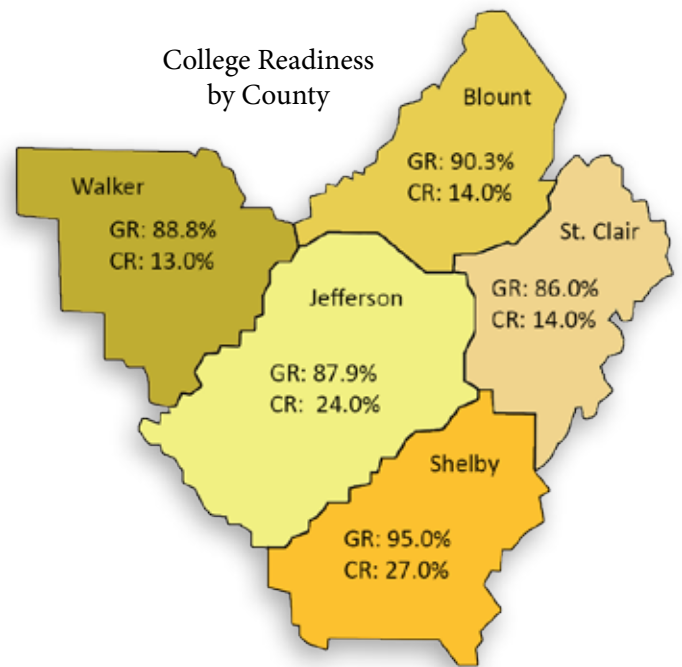 College Readiness
by County
Blount
GR: 90.3%
CR: 14.0%
Walker
GR: 88.8%
CR: 13.0%
St. Clair
GR: 86.0%
CR: 14.0%
Jefferson
GR: 87.9%
CR: 24.0%
Shelby
GR: 95.0%
CR: 27.0%